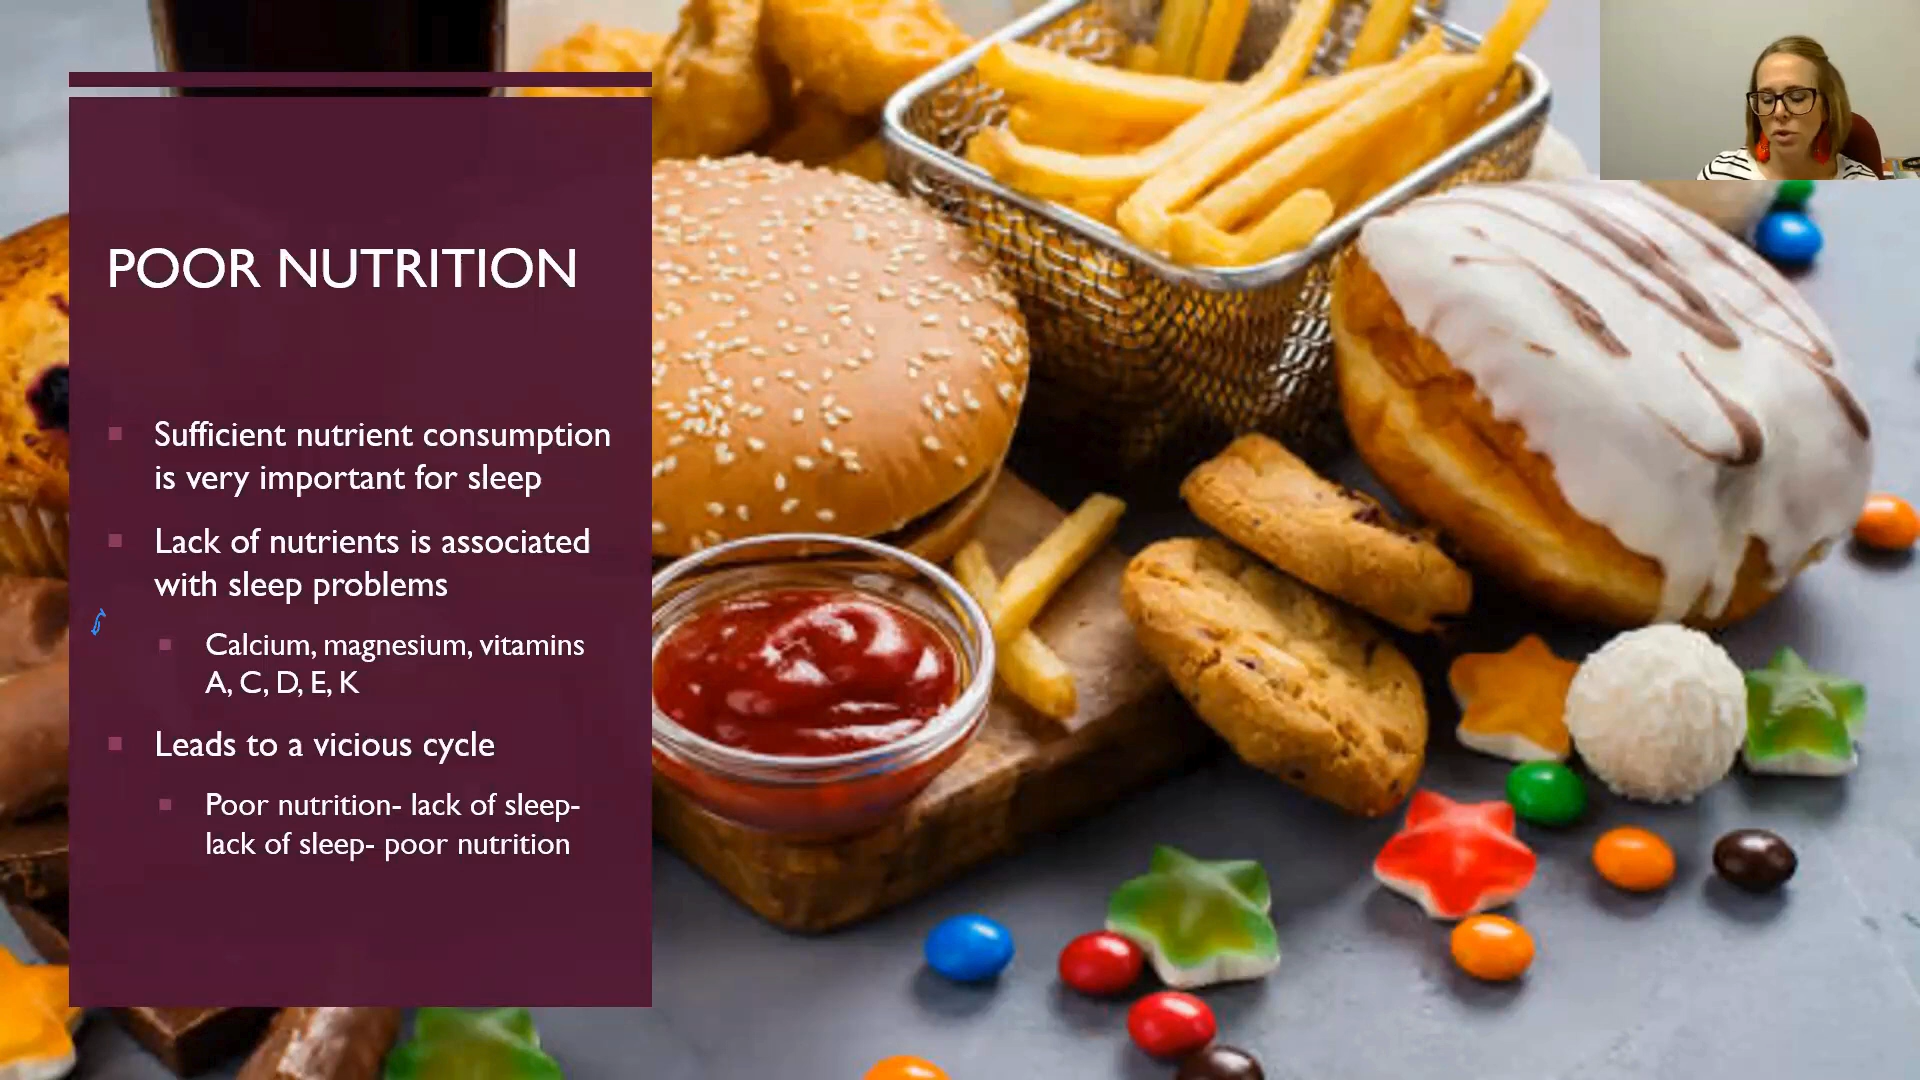 POOR NUTRITION
Sufficient nutrient consumption
is very important for sleep
Lack of nutrients is associated
with sleep problems
Calcium, magnesium, vitamins
A, C, D, E, K
Leads to a vicious cycle
Poor nutrition- lack of sleep-
lack of sleep- poor nutrition